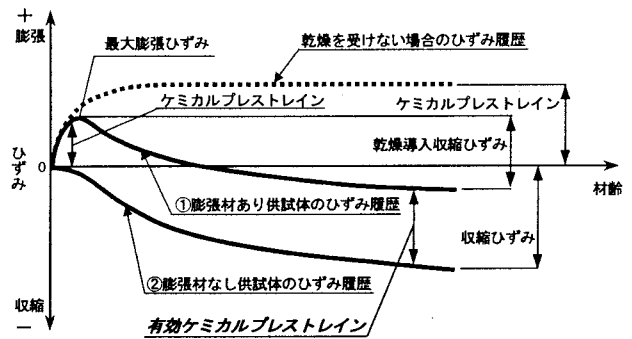 ＋
膨張
最大膨張ひずみ
乾燥を受けない場合のひずみ履歴
ケミカルプレストレイン
ケミカルプレストレイン
乾燥導入収縮ひずみ
ひずみ
0
材齢
①膨張材あり供試体のひずみ履歴
収縮ひずみ
②膨張材なし供試体のひずみ履歴
収縮
－
有効ケミカルプレストレイン